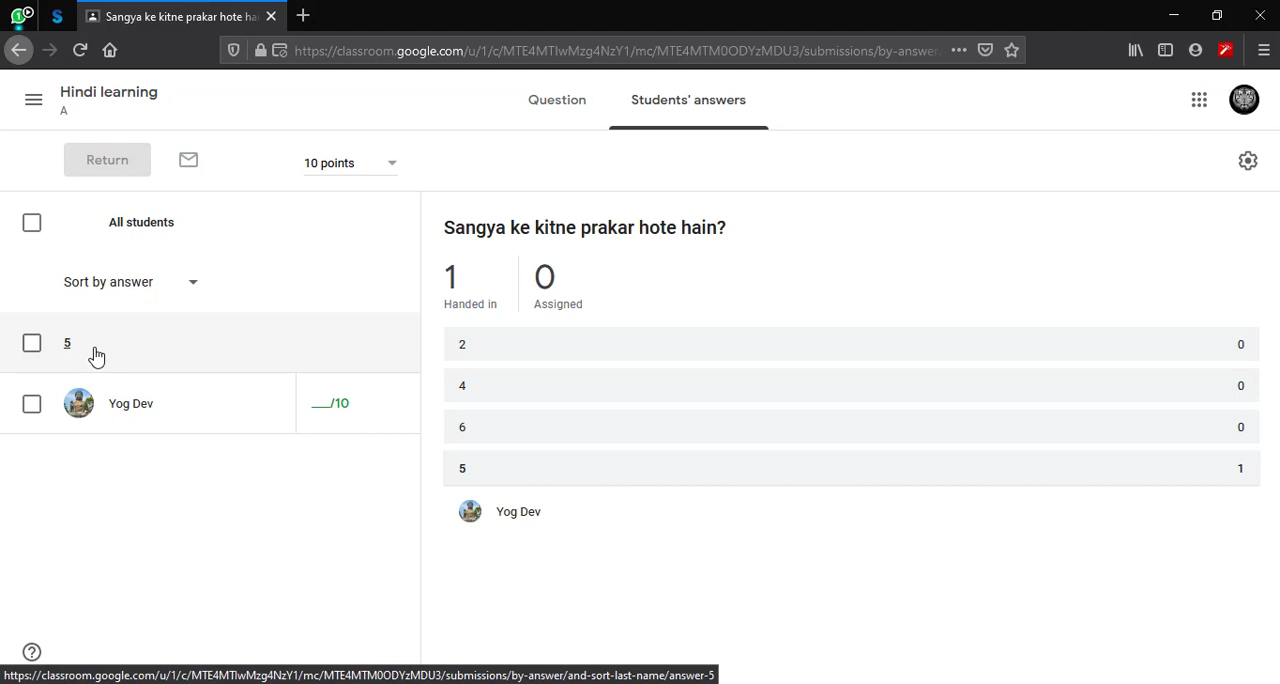 Sangya ke kitne prakar hote ha
https://classroom.google.com/u/1/c/MTE4MTIwMzg4NzY1/mc/MTE4MTM0ODYzMDU3/submissions/by-answer
Hindi learning
A
Question
Students' answers
Return
10 points
All students
Sort by answer
5
Yog Dev
__/10
Sangya ke kitne prakar hote hain?
1
0
Handed in
Assigned
2 0
4 0
6 0
5 1
Yog Dev
https://classroom.google.com/u/1/c/MTE4MTIwMzg4NzY1/mc/MTE4MTM0ODYzMDU3/submissions/by-answer/and-sort-last-name/answer-5